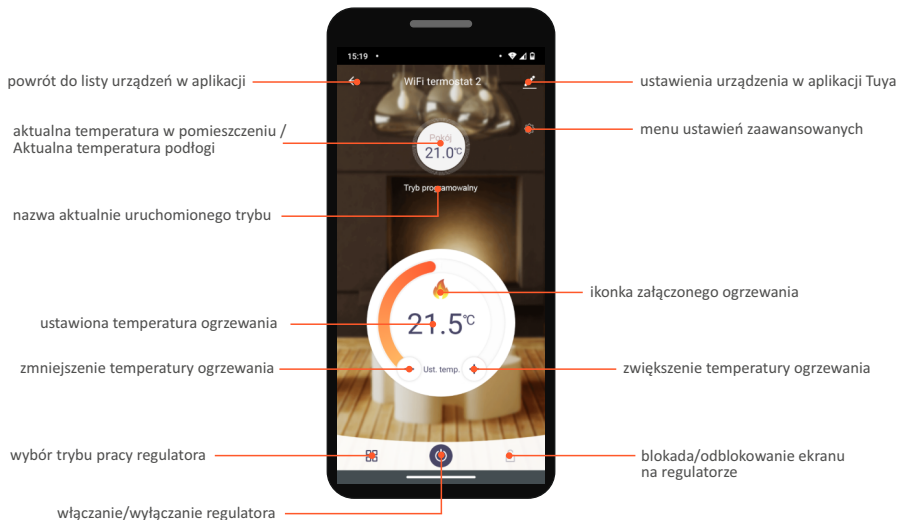 15:19
WiFi termostat 2
powrót do listy urządzeń w aplikacji
ustawienia urządzenia w aplikacji Tuya
aktualna temperatura w pomieszczeniu /
Aktualna temperatura podłogi
menu ustawień zaawansowanych
Pokój
21.0°C
Tryb programowalny
nazwa aktualnie uruchomionego trybu
ikonka załączonego ogrzewania
ustawiona temperatura ogrzewania
21.5°C
zmniejszenie temperatury ogrzewania
Ust. temp.
zwiększenie temperatury ogrzewania
wybór trybu pracy regulatora
blokada/odblokowanie ekranu
na regulatorze
włączanie/wyłączanie regulatora